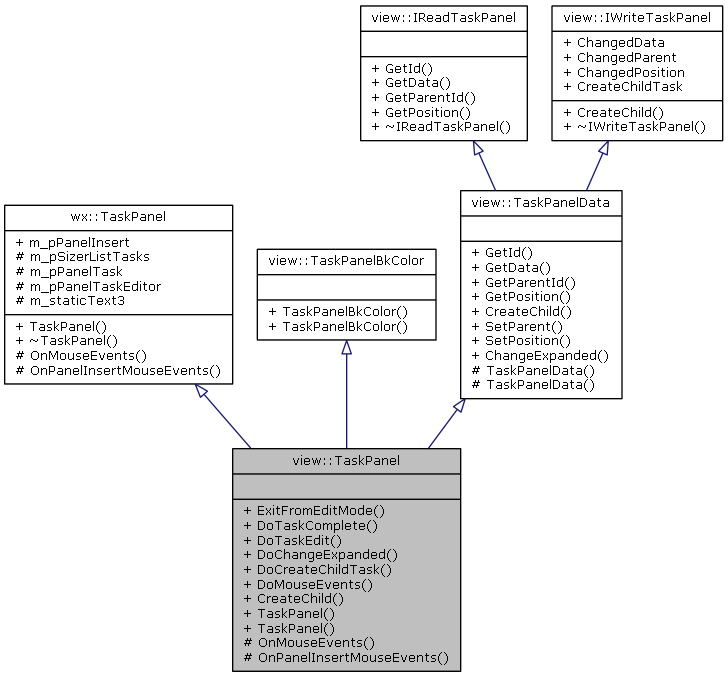 view::IReadTaskPanel
+ GetId()
+ GetData()
+ GetParentId()
+ GetPosition()
+ ~IReadTaskPanel()
view::IWriteTaskPanel
+ ChangedData
+ ChangedParent
+ ChangedPosition
+ CreateChildTask
+ CreateChild()
+ ~IWriteTaskPanel()
wx::TaskPanel
+ m_pPanelInsert
# m_pSizerListTasks
# m_pPanelTask
# m_pPanelTaskEditor
# m_staticText3
+ TaskPanel()
+ ~TaskPanel()
# OnMouseEvents()
# OnPanelInsertMouseEvents()
view::TaskPanelBkColor
+ TaskPanelBkColor()
+ TaskPanelBkColor()
view::TaskPanelData
+ GetId()
+ GetData()
+ GetParentId()
+ GetPosition()
+ CreateChild()
+ SetParent()
+ SetPosition()
+ ChangeExpanded()
# TaskPanelData()
# TaskPanelData()
view::TaskPanel
+ ExitFromEditMode()
+ DoTaskComplete()
+ DoTaskEdit()
+ DoChangeExpanded()
+ DoCreateChildTask()
+ DoMouseEvents()
+ CreateChild()
+ TaskPanel()
+ TaskPanel()
# OnMouseEvents()
# OnPanelInsertMouseEvents()